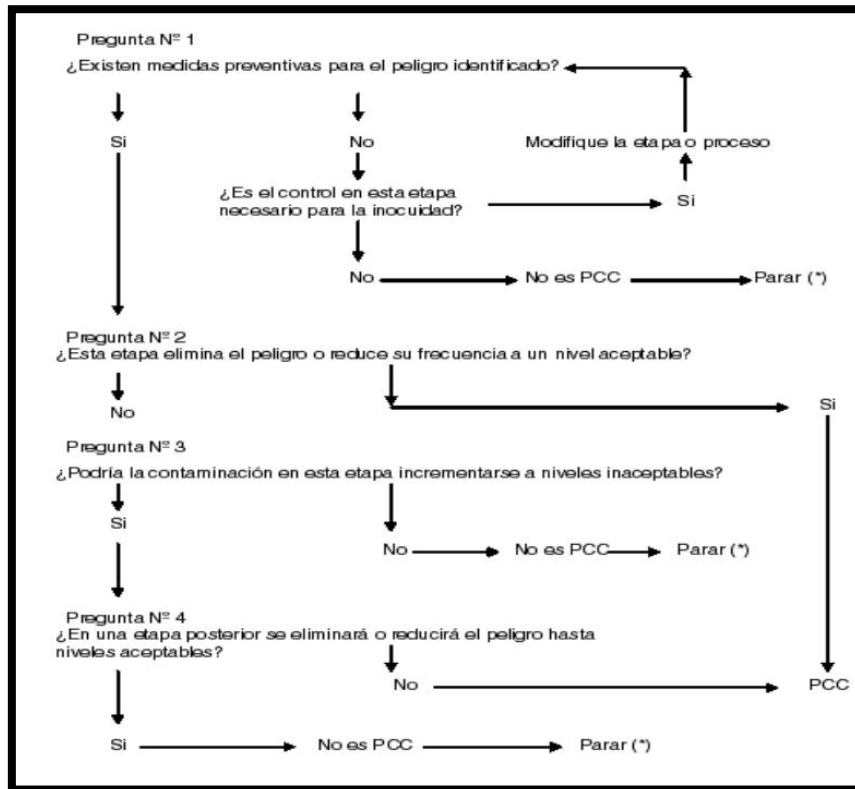 Pregunta Nº 1
¿Existen medidas preventivas para el peligro identificado?
Si
No
Modifique la etapa o proceso
¿Es el control en esta etapa
necesario para la inocuidad?
Si
No
No es PCC
Parar (*)
Pregunta Nº 2
¿Esta etapa elimina el peligro o reduce su frecuencia a un nivel aceptable?
No
Si
Pregunta Nº 3
¿Podría la contaminación en esta etapa incrementarse a niveles inaceptables?
Si
No
No es PCC
Parar (*)
Pregunta Nº 4
¿En una etapa posterior se eliminará o reducirá el peligro hasta
niveles aceptables?
No
PCC
Si
No es PCC
Parar (*)